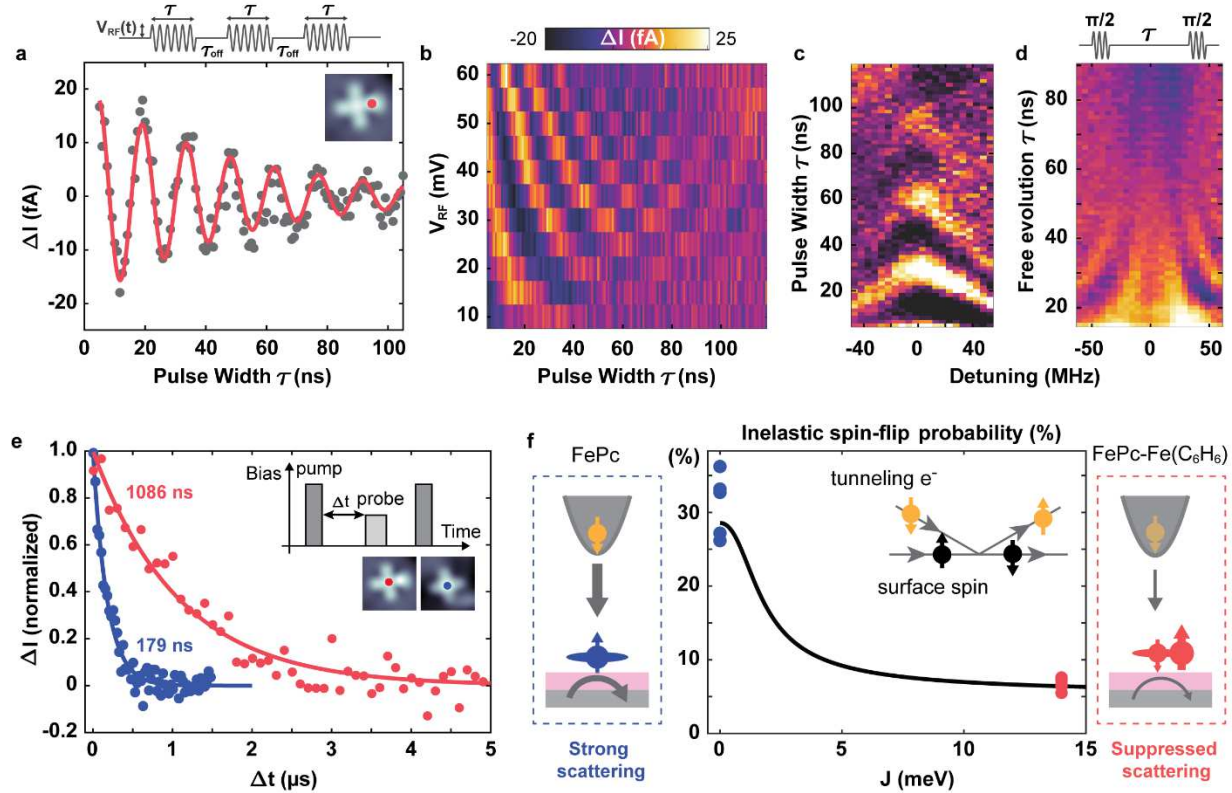 τ τ τ
V_RF(t)
τ_off τ_off
a
20
10
0
-10
-20
ΔI (fA)
0 20 40 60 80 100
Pulse Width τ (ns)
b
-20 ΔI (fA) 25
60
50
40
30
20
10
V_RF (mV)
20 40 60 80 100
Pulse Width τ (ns)
c
100
80
60
40
20
Pulse Width τ (ns)
-40 0 40
d
π/2 τ π/2
80
60
40
20
Free evolution τ (ns)
-50 0 50
Detuning (MHz)
e
1.0
0.8
0.6
0.4
0.2
0
-0.2
ΔI (normalized)
1086 ns
179 ns
Bias
pump
Δt
probe
Time
0 1 2 3 4 5
Δt (μs)
f
Inelastic spin-flip probability (%)
FePc
Strong
scattering
(%)
30
20
10
0
tunneling e⁻
surface spin
0 5 10 15
J (meV)
FePc-Fe(C₆H₆)
Suppressed
scattering